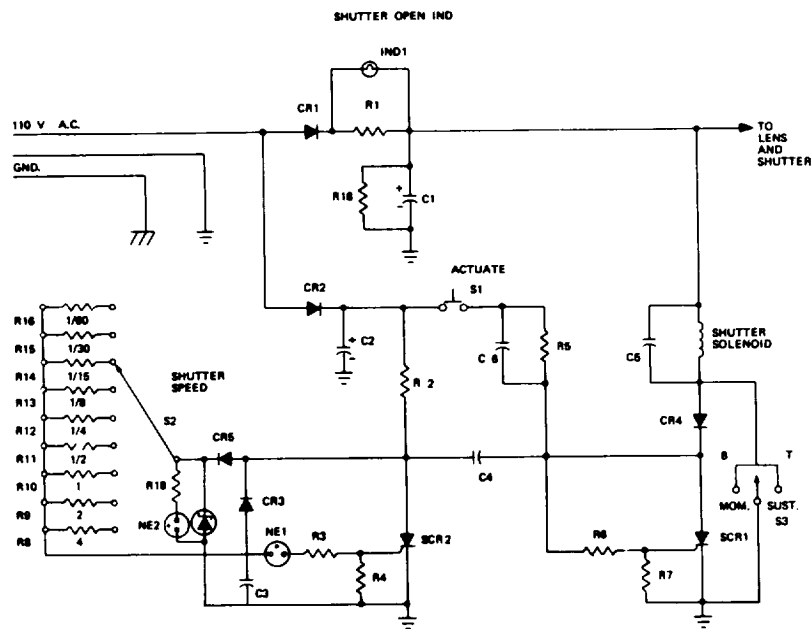 SHUTTER OPEN IND
IND1
CR1
R1
110 V A.C.
TO
LENS
AND
SHUTTER
GND.
R18
+
C1
-
ACTUATE
CR2
S1
+
C2
-
C 6
R5
C5
SHUTTER
SOLENOID
R 2
R16
1/60
R15
1/30
R14
1/15
R13
1/8
R12
1/4
R11
1/2
R10
1
R9
2
R8
4
SHUTTER
SPEED
S2
CR5
CR4
B
T
C4
R18
CR3
MOM.
SUST.
S3
NE2
NE1
R3
SCR2
R6
SCR1
C3
R4
R7